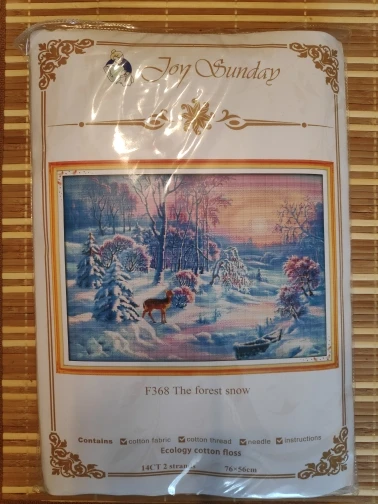 Joy Sunday
F368 The forest snow
Contains cotton fabric cotton thread needle instructions
Ecology cotton floss
14CT 2 strands 76×56cm